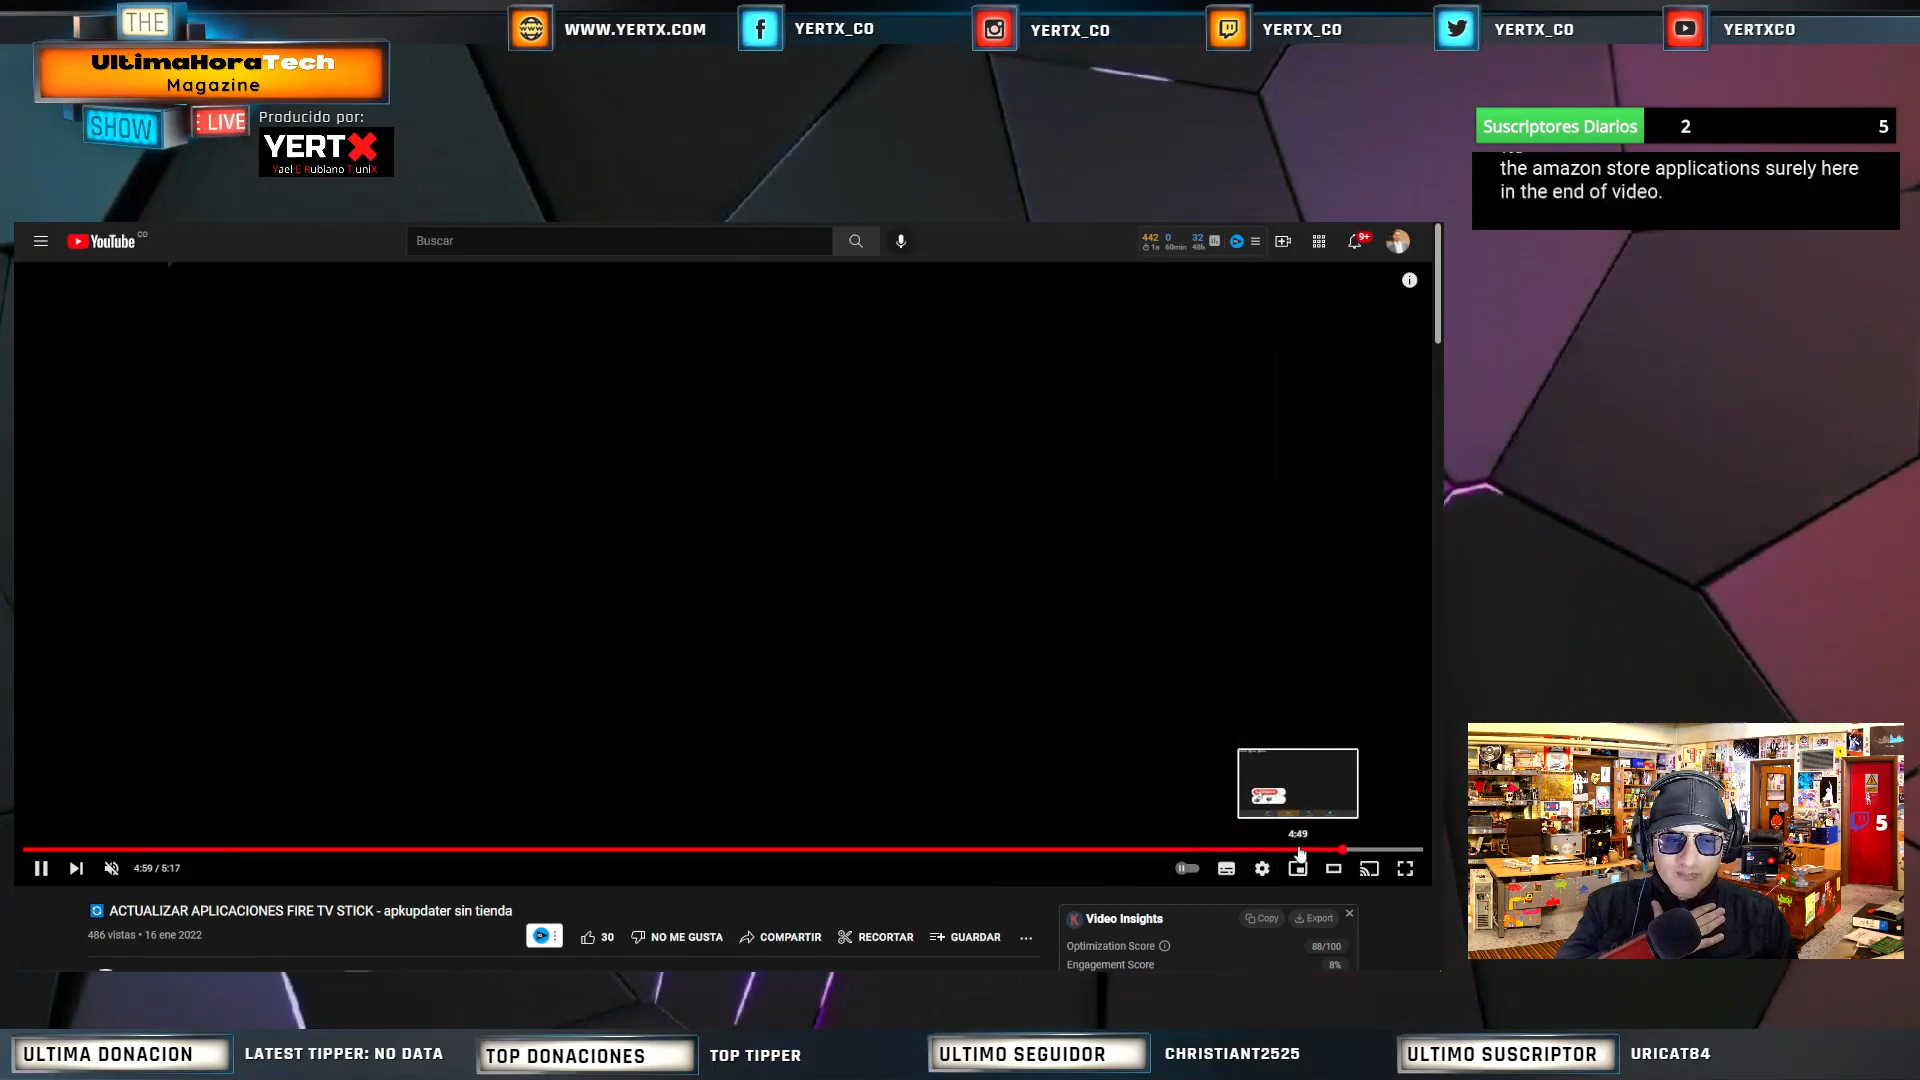 THE
UltimaHoraTech
Magazine
SHOW
LIVE
Producido por:
YERTX
Yael E Rubiano T uniX
WWW.YERTX.COM
YERTX_CO
YERTX_CO
YERTX_CO
YERTX_CO
YERTXCO
Suscriptores Diarios
2
5
the amazon store applications surely here
in the end of video.
YouTube CO
Buscar
442 0 32
1a 60min 48h
9+
4:49
4:59 / 5:17
ACTUALIZAR APLICACIONES FIRE TV STICK - apkupdater sin tienda
486 vistas • 16 ene 2022
30
NO ME GUSTA
COMPARTIR
RECORTAR
GUARDAR
Video Insights
Copy
Export
Optimization Score
88/100
Engagement Score
8%
5
ULTIMA DONACION
LATEST TIPPER: NO DATA
TOP DONACIONES
TOP TIPPER
ULTIMO SEGUIDOR
CHRISTIANT2525
ULTIMO SUSCRIPTOR
URICAT84